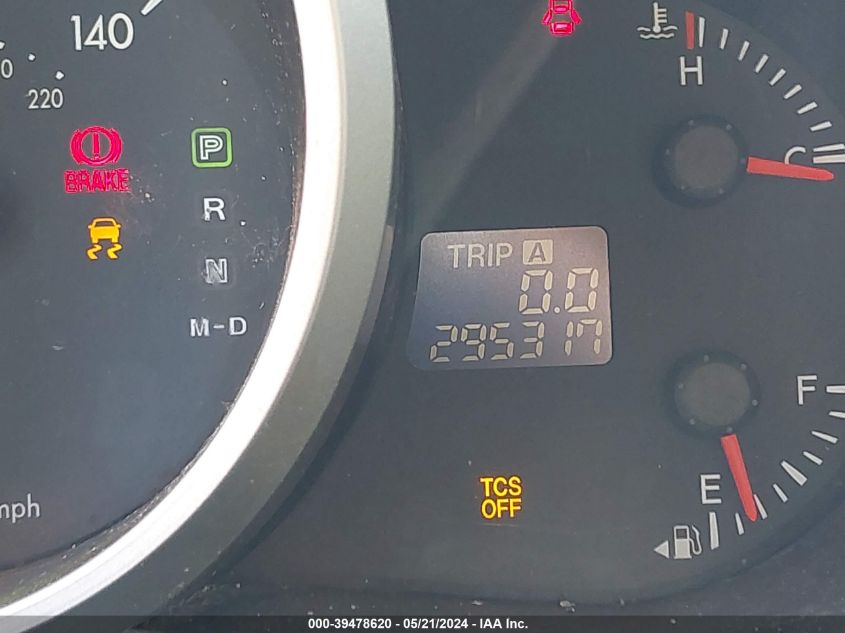 140
220
BRAKE
P
R
N
M-D
mph
H
C
TRIP A
0.0
295317
TCS
OFF
F
E
000-39478620 - 05/21/2024 - IAA Inc.